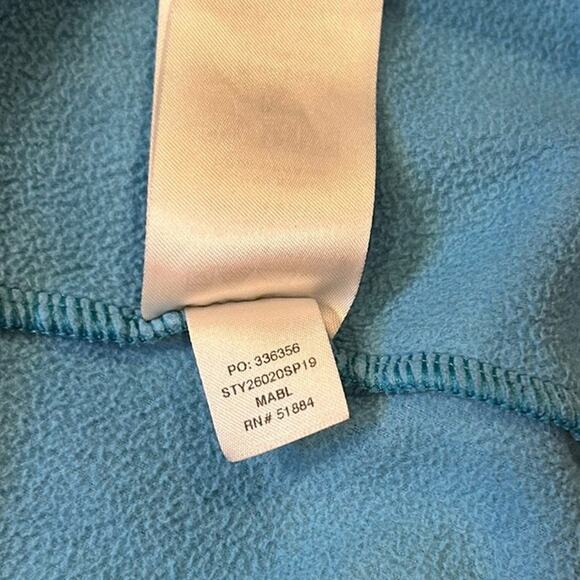 PO: 336356
STY26020SP19
MABL
RN# 51884